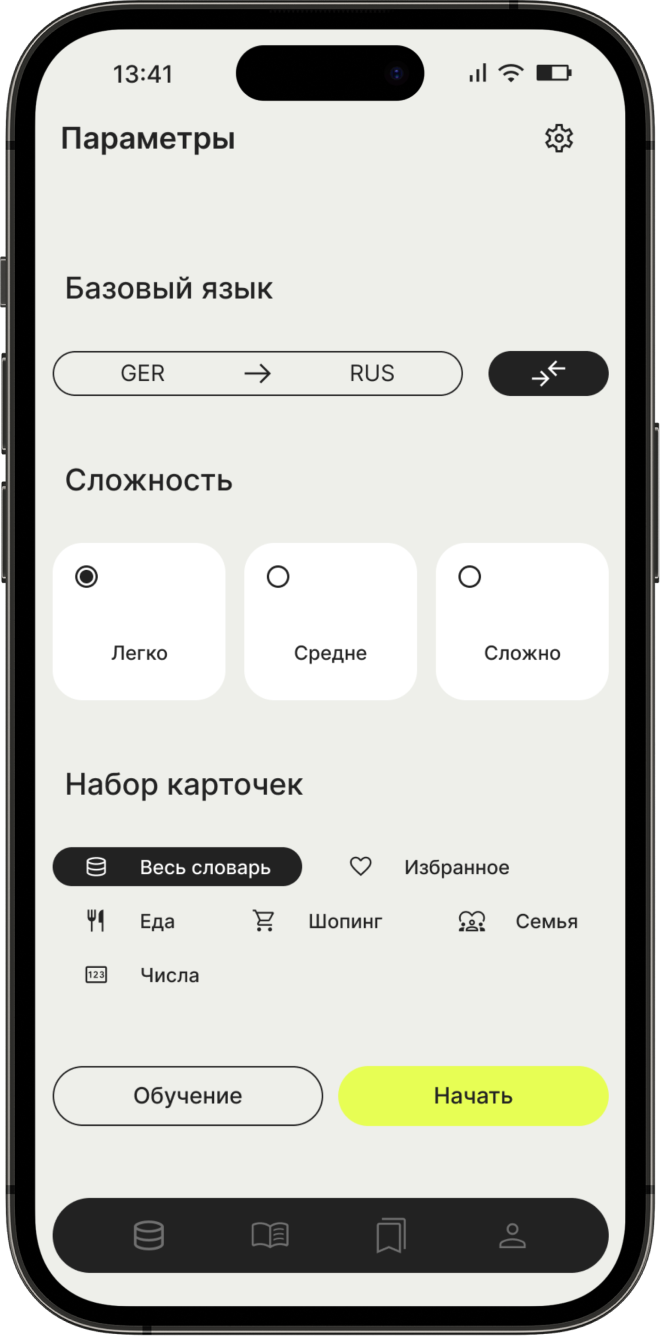 13:41
Параметры
Базовый язык
GER → RUS
Сложность
Легко Средне Сложно
Набор карточек
Весь словарь Избранное
Еда Шопинг Семья
123 Числа
Обучение Начать